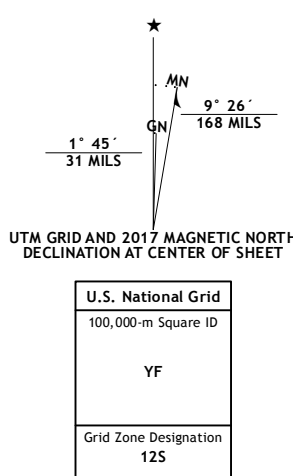 ★
MN
9° 26´
168 MILS
GN
1° 45´
31 MILS
UTM GRID AND 2017 MAGNETIC NORTH
DECLINATION AT CENTER OF SHEET
U.S. National Grid
100,000-m Square ID
YF
Grid Zone Designation
12S